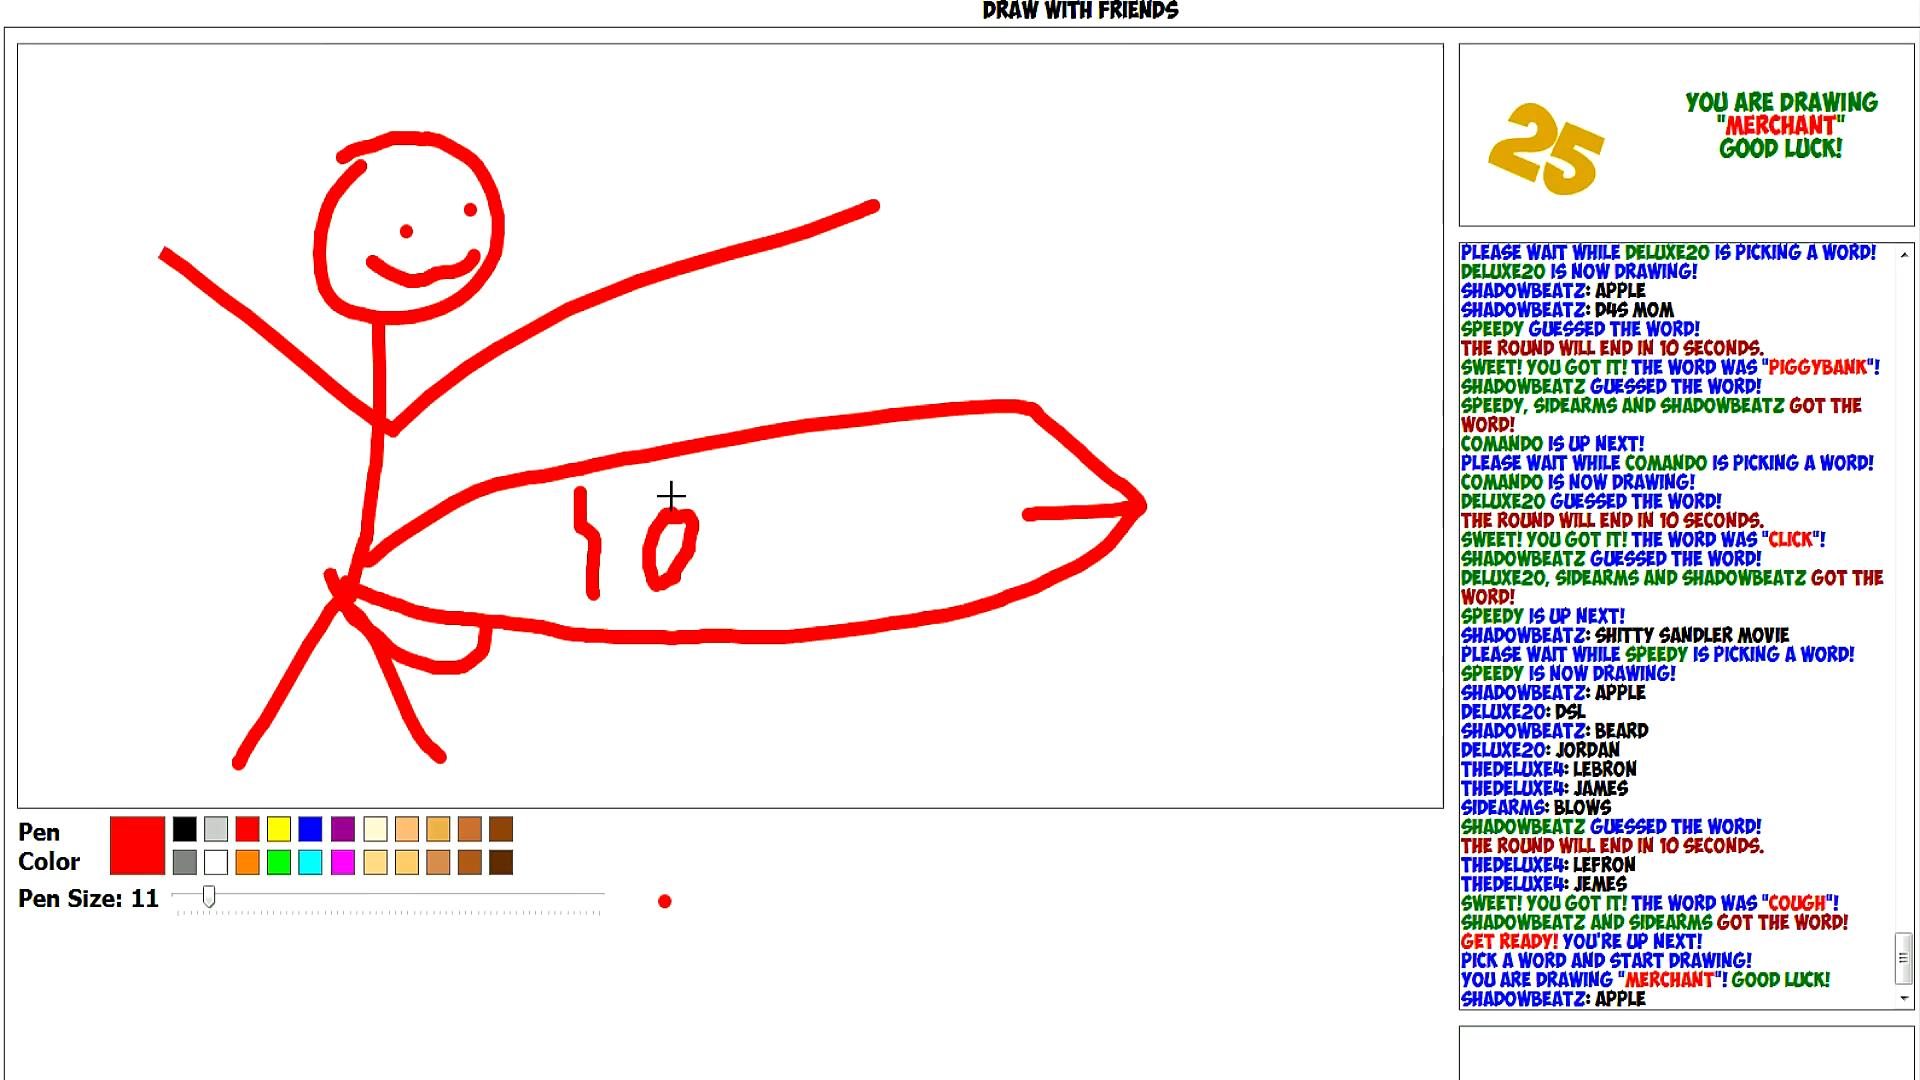 DRAW WITH FRIENDS
25
YOU ARE DRAWING
"MERCHANT"
GOOD LUCK!
10
PLEASE WAIT WHILE DELUXE20 IS PICKING A WORD!
DELUXE20 IS NOW DRAWING!
SHADOWBEATZ: APPLE
SHADOWBEATZ: D4S MOM
SPEEDY GUESSED THE WORD!
THE ROUND WILL END IN 10 SECONDS.
SWEET! YOU GOT IT! THE WORD WAS "PIGGYBANK"!
SHADOWBEATZ GUESSED THE WORD!
SPEEDY, SIDEARMS AND SHADOWBEATZ GOT THE
WORD!
COMANDO IS UP NEXT!
PLEASE WAIT WHILE COMANDO IS PICKING A WORD!
COMANDO IS NOW DRAWING!
DELUXE20 GUESSED THE WORD!
THE ROUND WILL END IN 10 SECONDS.
SWEET! YOU GOT IT! THE WORD WAS "CLICK"!
SHADOWBEATZ GUESSED THE WORD!
DELUXE20, SIDEARMS AND SHADOWBEATZ GOT THE
WORD!
SPEEDY IS UP NEXT!
SHADOWBEATZ: SHITTY SANDLER MOVIE
PLEASE WAIT WHILE SPEEDY IS PICKING A WORD!
SPEEDY IS NOW DRAWING!
SHADOWBEATZ: APPLE
DELUXE20: DSL
SHADOWBEATZ: BEARD
DELUXE20: JORDAN
THEDELUXE4: LEBRON
THEDELUXE4: JAMES
SIDEARMS: BLOWS
SHADOWBEATZ GUESSED THE WORD!
THE ROUND WILL END IN 10 SECONDS.
THEDELUXE4: LEFRON
THEDELUXE4: JEMES
SWEET! YOU GOT IT! THE WORD WAS "COUGH"!
SHADOWBEATZ AND SIDEARMS GOT THE WORD!
GET READY! YOU'RE UP NEXT!
PICK A WORD AND START DRAWING!
YOU ARE DRAWING "MERCHANT"! GOOD LUCK!
SHADOWBEATZ: APPLE
Pen
Color
Pen Size: 11